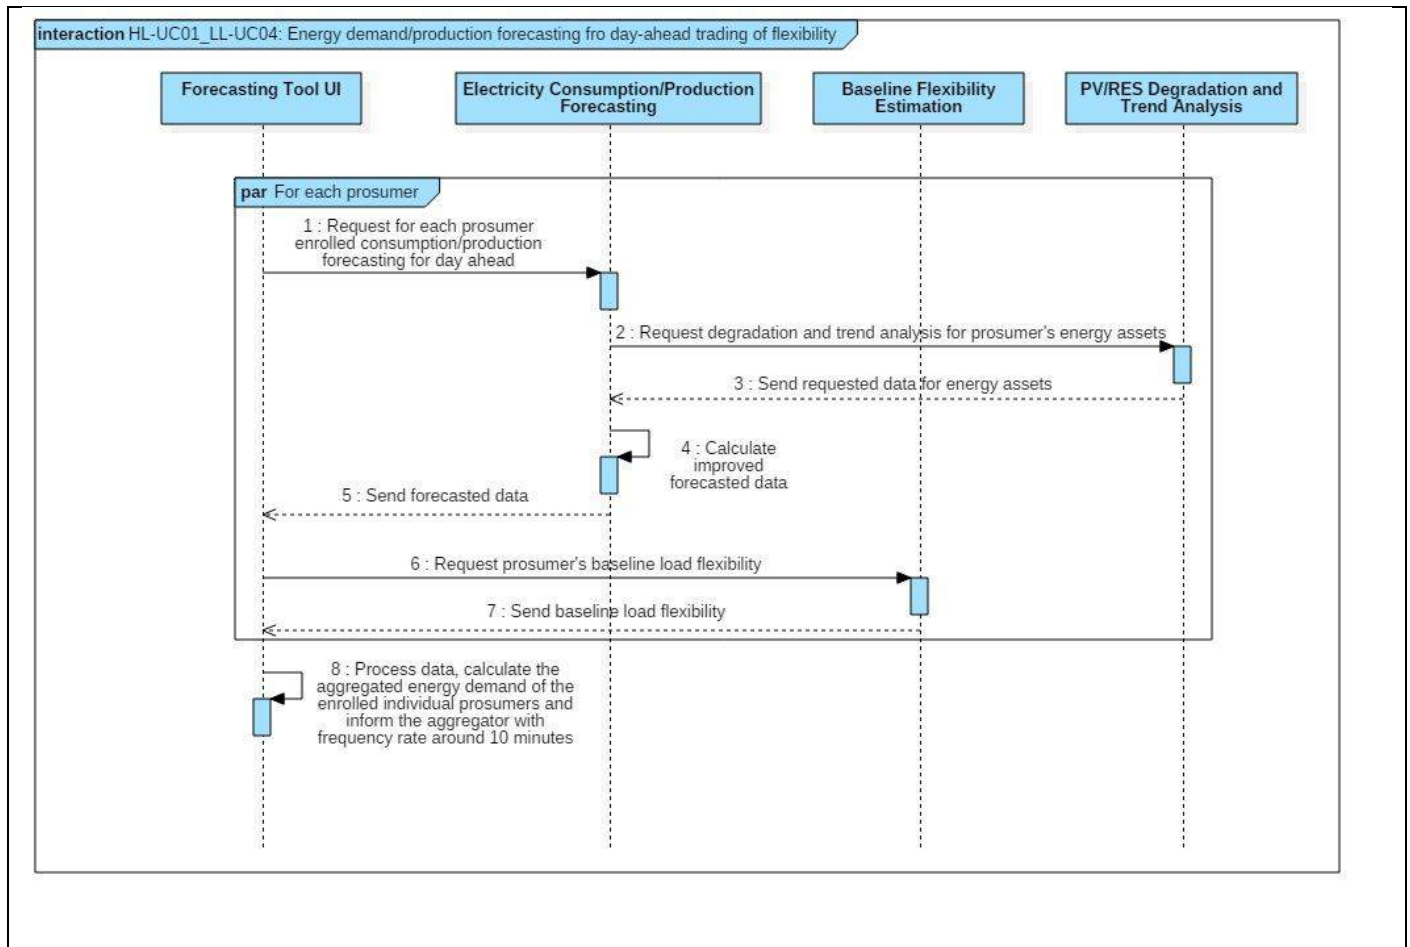 interaction HL-UC01_LL-UC04: Energy demand/production forecasting fro day-ahead trading of flexibility
Forecasting Tool UI
Electricity Consumption/Production
Forecasting
Baseline Flexibility
Estimation
PV/RES Degradation and
Trend Analysis
par For each prosumer
1 : Request for each prosumer
enrolled consumption/production
forecasting for day ahead
2 : Request degradation and trend analysis for prosumer's energy assets
3 : Send requested data for energy assets
4 : Calculate
improved
forecasted data
5 : Send forecasted data
6 : Request prosumer's baseline load flexibility
7 : Send baseline load flexibility
8 : Process data, calculate the
aggregated energy demand of the
enrolled individual prosumers and
inform the aggregator with
frequency rate around 10 minutes